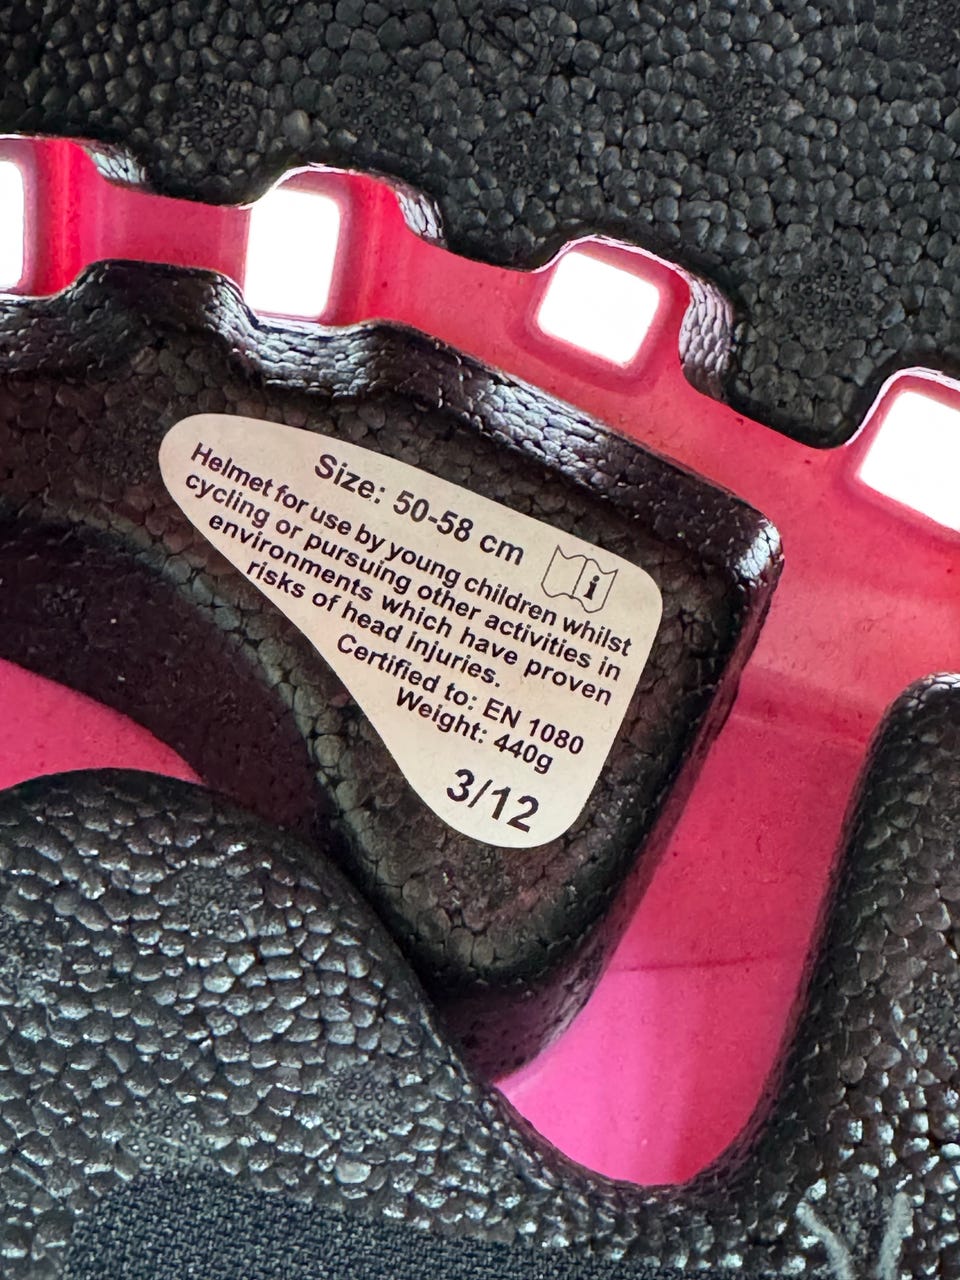 Size: 50-58 cm
i
Helmet for use by young children whilst
cycling or pursuing other activities in
environments which have proven
risks of head injuries.
Certified to: EN 1080
Weight: 440g
3/12